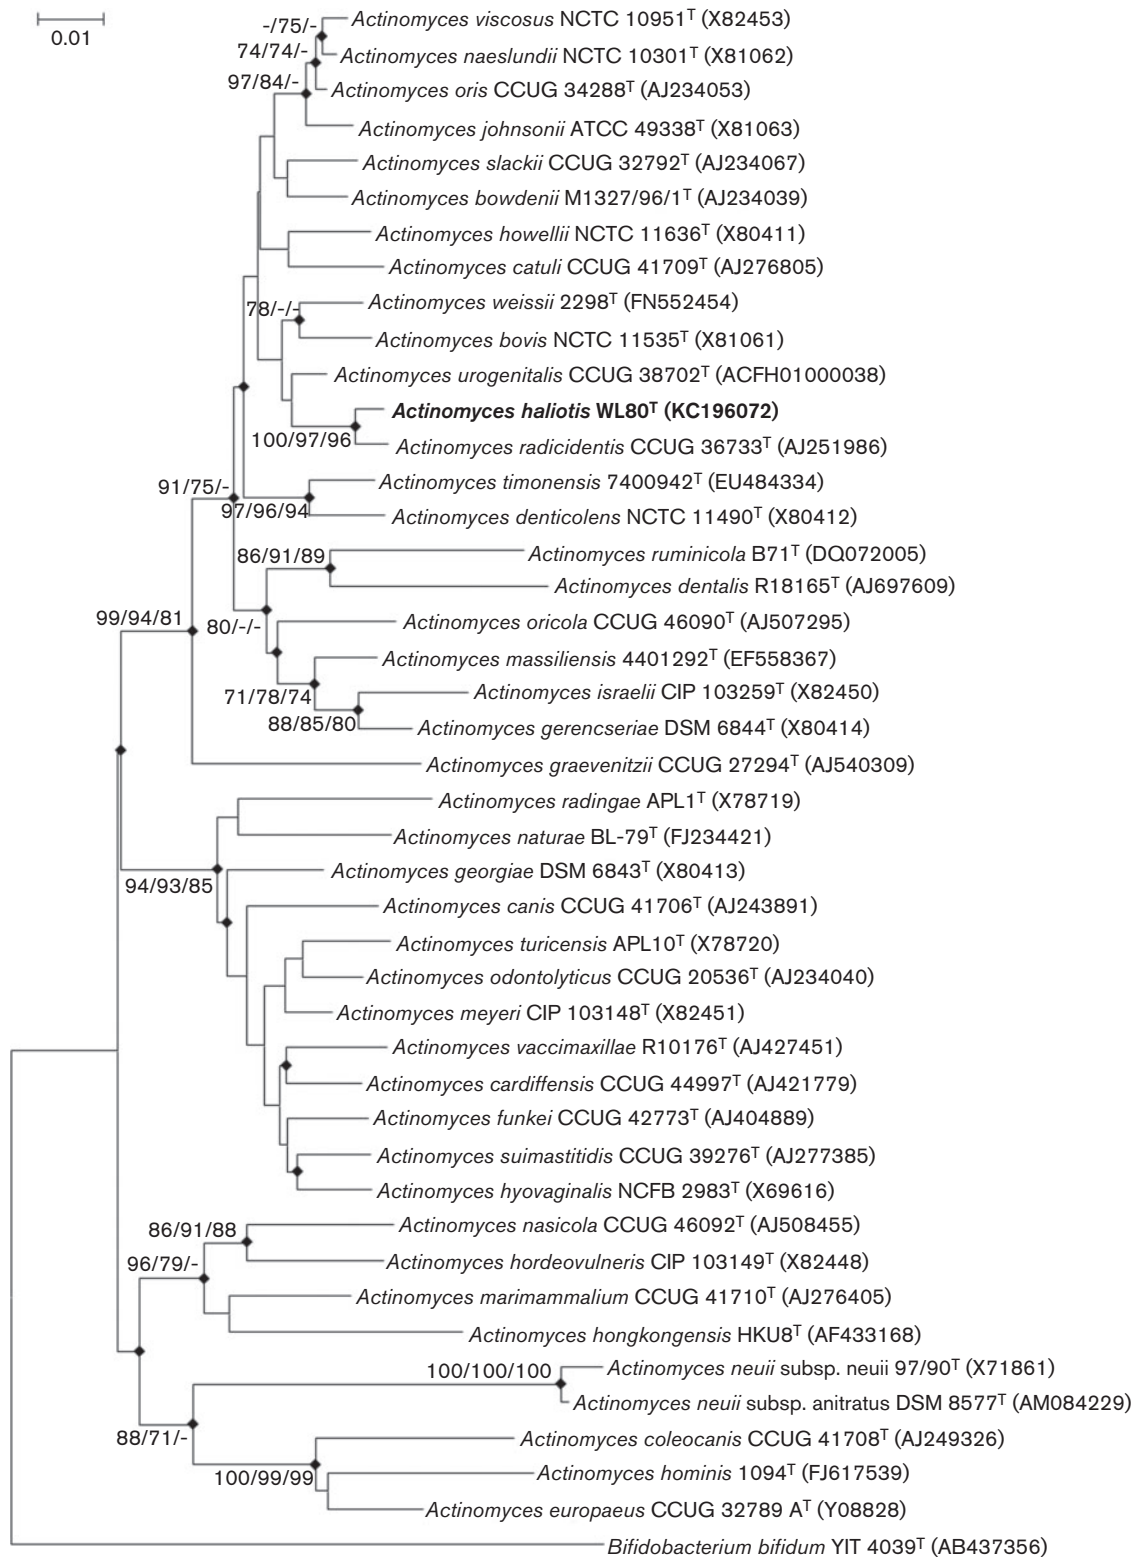 0.01
-/75/-
Actinomyces viscosus NCTC 10951ᵀ (X82453)
74/74/-
Actinomyces naeslundii NCTC 10301ᵀ (X81062)
97/84/-
Actinomyces oris CCUG 34288ᵀ (AJ234053)
Actinomyces johnsonii ATCC 49338ᵀ (X81063)
Actinomyces slackii CCUG 32792ᵀ (AJ234067)
Actinomyces bowdenii M1327/96/1ᵀ (AJ234039)
Actinomyces howellii NCTC 11636ᵀ (X80411)
Actinomyces catuli CCUG 41709ᵀ (AJ276805)
Actinomyces weissii 2298ᵀ (FN552454)
78/-/-
Actinomyces bovis NCTC 11535ᵀ (X81061)
Actinomyces urogenitalis CCUG 38702ᵀ (ACFH01000038)
Actinomyces haliotis WL80ᵀ (KC196072)
100/97/96
Actinomyces radicidentis CCUG 36733ᵀ (AJ251986)
Actinomyces timonensis 7400942ᵀ (EU484334)
91/75/-
97/96/94
Actinomyces denticolens NCTC 11490ᵀ (X80412)
86/91/89
Actinomyces ruminicola B71ᵀ (DQ072005)
Actinomyces dentalis R18165ᵀ (AJ697609)
99/94/81
80/-/-
Actinomyces oricola CCUG 46090ᵀ (AJ507295)
Actinomyces massiliensis 4401292ᵀ (EF558367)
71/78/74
Actinomyces israelii CIP 103259ᵀ (X82450)
88/85/80
Actinomyces gerencseriae DSM 6844ᵀ (X80414)
Actinomyces graevenitzii CCUG 27294ᵀ (AJ540309)
Actinomyces radingae APL1ᵀ (X78719)
Actinomyces naturae BL-79ᵀ (FJ234421)
Actinomyces georgiae DSM 6843ᵀ (X80413)
94/93/85
Actinomyces canis CCUG 41706ᵀ (AJ243891)
Actinomyces turicensis APL10ᵀ (X78720)
Actinomyces odontolyticus CCUG 20536ᵀ (AJ234040)
Actinomyces meyeri CIP 103148ᵀ (X82451)
Actinomyces vaccimaxillae R10176ᵀ (AJ427451)
Actinomyces cardiffensis CCUG 44997ᵀ (AJ421779)
Actinomyces funkei CCUG 42773ᵀ (AJ404889)
Actinomyces suimastitidis CCUG 39276ᵀ (AJ277385)
Actinomyces hyovaginalis NCFB 2983ᵀ (X69616)
86/91/88
Actinomyces nasicola CCUG 46092ᵀ (AJ508455)
96/79/-
Actinomyces hordeovulneris CIP 103149ᵀ (X82448)
Actinomyces marimammalium CCUG 41710ᵀ (AJ276405)
Actinomyces hongkongensis HKU8ᵀ (AF433168)
100/100/100
Actinomyces neuii subsp. neuii 97/90ᵀ (X71861)
Actinomyces neuii subsp. anitratus DSM 8577ᵀ (AM084229)
88/71/-
Actinomyces coleocanis CCUG 41708ᵀ (AJ249326)
100/99/99
Actinomyces hominis 1094ᵀ (FJ617539)
Actinomyces europaeus CCUG 32789 Aᵀ (Y08828)
Bifidobacterium bifidum YIT 4039ᵀ (AB437356)